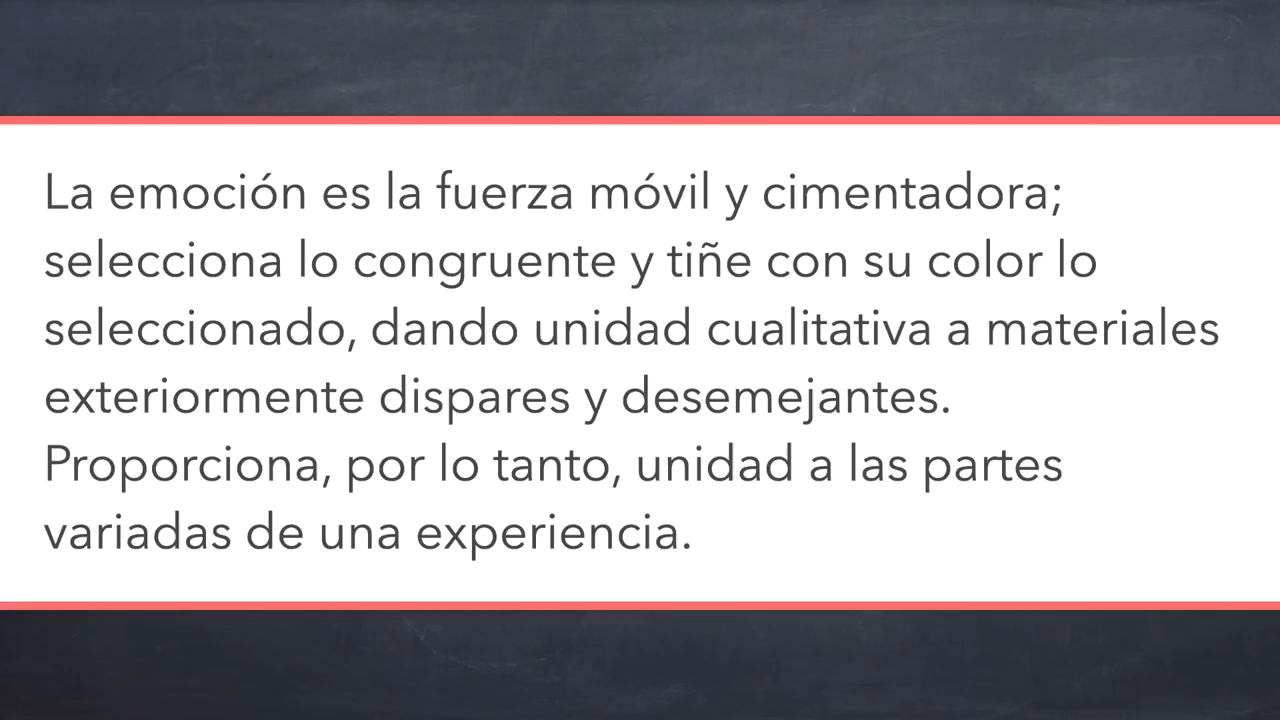 La emoción es la fuerza móvil y cimentadora;
selecciona lo congruente y tiñe con su color lo
seleccionado, dando unidad cualitativa a materiales
exteriormente dispares y desemejantes.
Proporciona, por lo tanto, unidad a las partes
variadas de una experiencia.